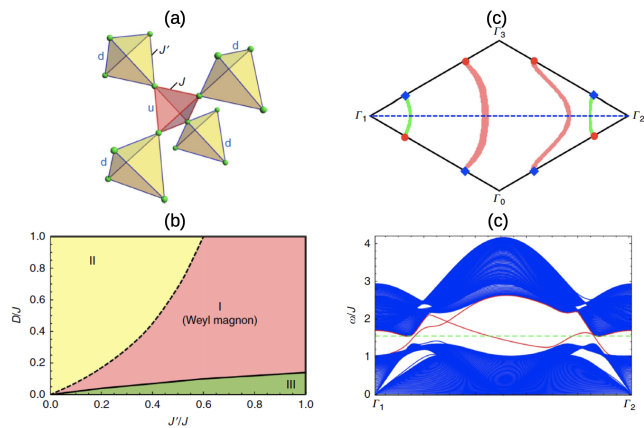 (a)
d
J'
d
J
u
d
d
(c)
Γ3
Γ1
Γ2
Γ0
(b)
1.0
0.8
0.6
0.4
0.2
0.0
D/J
II
I
(Weyl magnon)
III
0.0 0.2 0.4 0.6 0.8 1.0
J'/J
(c)
4
3
2
1
0
ω/J
Γ1
Γ2